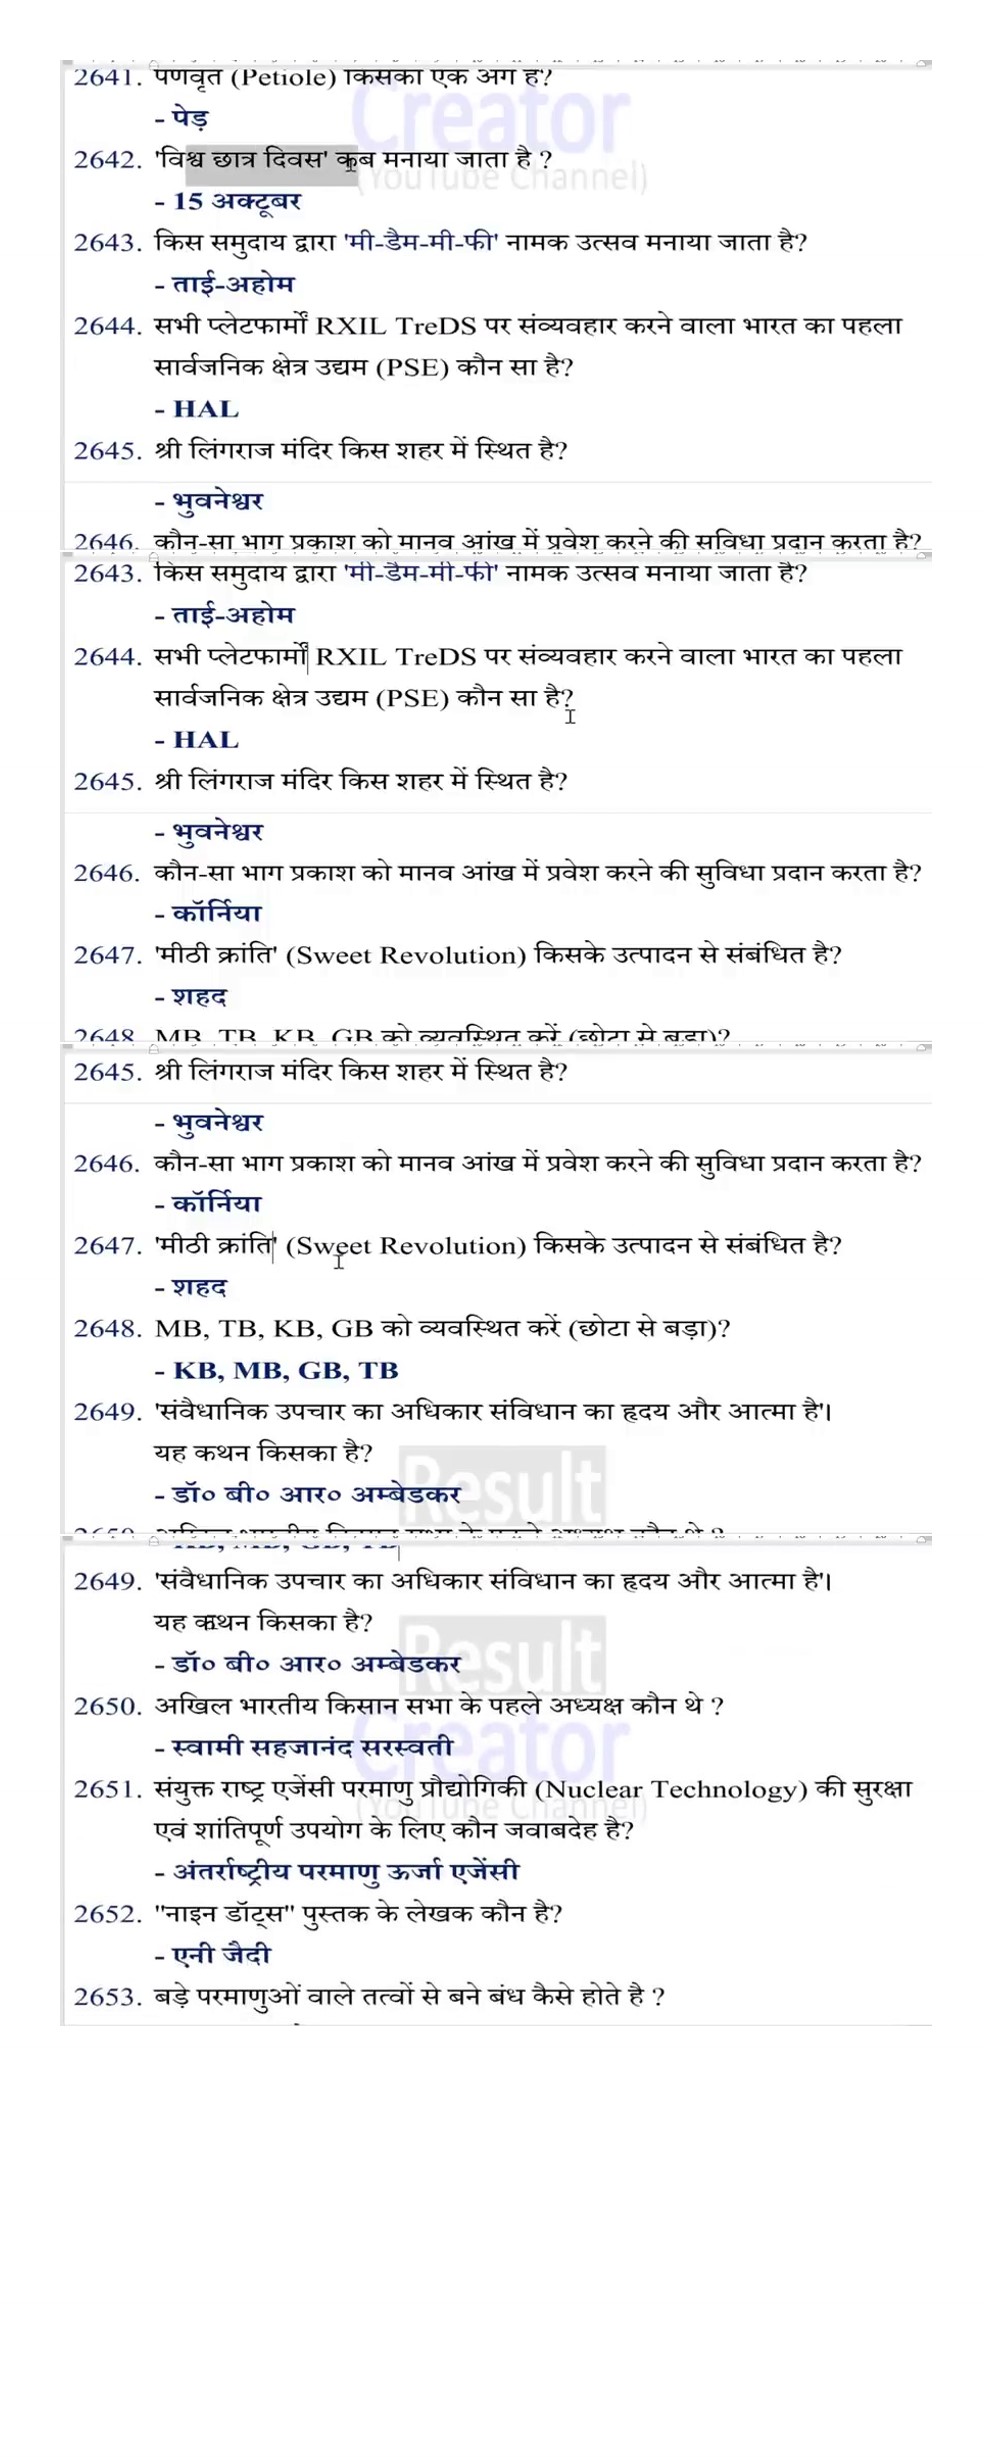 2641. पर्णवृंत (Petiole) किसका एक अंग है?
- पेड़
Creator
2642. 'विश्व छात्र दिवस' कब मनाया जाता है ?
(YouTube Channel)
- 15 अक्टूबर
2643. किस समुदाय द्वारा 'मी-डैम-मी-फी' नामक उत्सव मनाया जाता है?
- ताई-अहोम
2644. सभी प्लेटफार्मों RXIL TreDS पर संव्यवहार करने वाला भारत का पहला
सार्वजनिक क्षेत्र उद्यम (PSE) कौन सा है?
- HAL
2645. श्री लिंगराज मंदिर किस शहर में स्थित है?
- भुवनेश्वर
2646. कौन-सा भाग प्रकाश को मानव आंख में प्रवेश करने की सुविधा प्रदान करता है?
2643. किस समुदाय द्वारा 'मी-डैम-मी-फी' नामक उत्सव मनाया जाता है?
- ताई-अहोम
2644. सभी प्लेटफार्मों RXIL TreDS पर संव्यवहार करने वाला भारत का पहला
सार्वजनिक क्षेत्र उद्यम (PSE) कौन सा है?
- HAL
2645. श्री लिंगराज मंदिर किस शहर में स्थित है?
- भुवनेश्वर
2646. कौन-सा भाग प्रकाश को मानव आंख में प्रवेश करने की सुविधा प्रदान करता है?
- कॉर्निया
2647. 'मीठी क्रांति' (Sweet Revolution) किसके उत्पादन से संबंधित है?
- शहद
2648. MB, TB, KB, GB को व्यवस्थित करें (छोटा से बड़ा)?
2645. श्री लिंगराज मंदिर किस शहर में स्थित है?
- भुवनेश्वर
2646. कौन-सा भाग प्रकाश को मानव आंख में प्रवेश करने की सुविधा प्रदान करता है?
- कॉर्निया
2647. 'मीठी क्रांति' (Sweet Revolution) किसके उत्पादन से संबंधित है?
- शहद
2648. MB, TB, KB, GB को व्यवस्थित करें (छोटा से बड़ा)?
- KB, MB, GB, TB
2649. 'संवैधानिक उपचार का अधिकार संविधान का हृदय और आत्मा है'।
यह कथन किसका है?
Result
- डॉ० बी० आर० अम्बेडकर
2650. अखिल भारतीय किसान सभा के पहले अध्यक्ष कौन थे ?
KB, MB, GB, TB
2649. 'संवैधानिक उपचार का अधिकार संविधान का हृदय और आत्मा है'।
यह कथन किसका है?
Result
- डॉ० बी० आर० अम्बेडकर
2650. अखिल भारतीय किसान सभा के पहले अध्यक्ष कौन थे ?
Creator
- स्वामी सहजानंद सरस्वती
2651. संयुक्त राष्ट्र एजेंसी परमाणु प्रौद्योगिकी (Nuclear Technology) की सुरक्षा
(YouTube Channel)
एवं शांतिपूर्ण उपयोग के लिए कौन जवाबदेह है?
- अंतर्राष्ट्रीय परमाणु ऊर्जा एजेंसी
2652. "नाइन डॉट्स" पुस्तक के लेखक कौन है?
- एनी जैदी
2653. बड़े परमाणुओं वाले तत्वों से बने बंध कैसे होते है ?